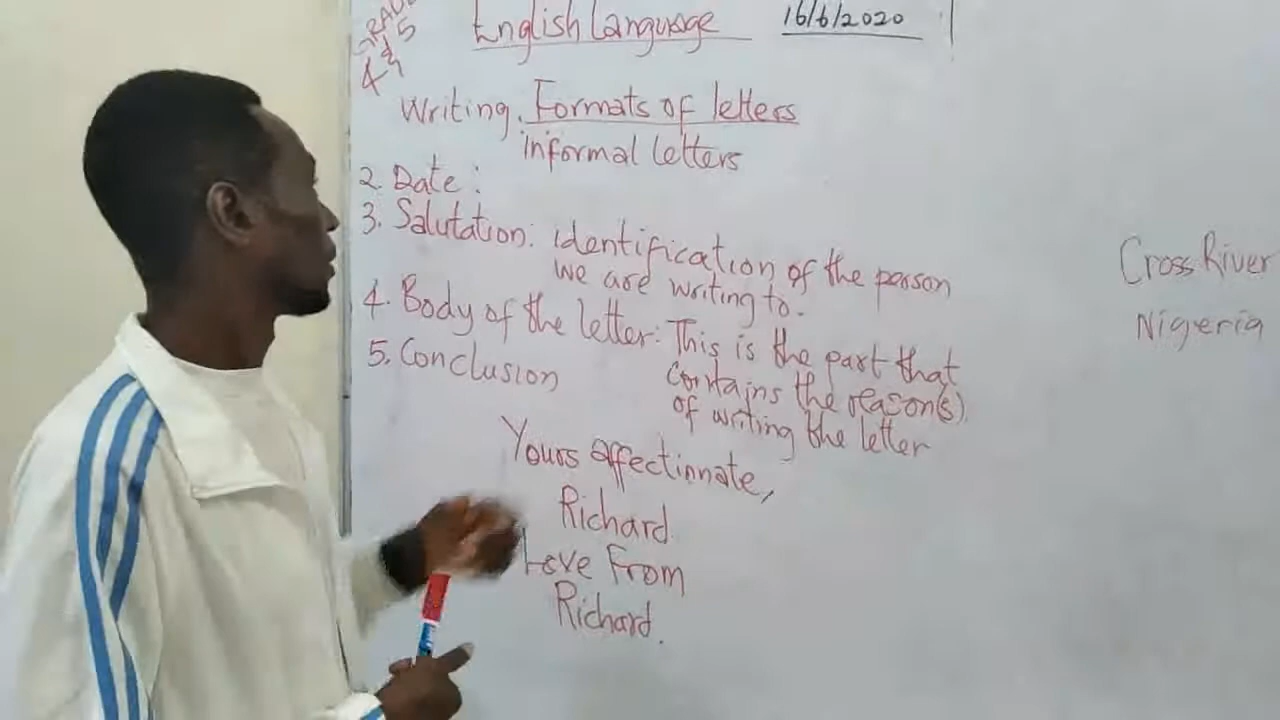 GRADE
4 & 5
English Language
16/6/2020
Writing. Formats of letters
Informal Letters
2. Date:
3. Salutation: identification of the person
we are writing to.
4. Body of the letter: This is the part that
contains the reason(s)
of writing the letter
5. Conclusion
Yours affectinnate,
Richard.
Love From
Richard.
Cross River
Nigeria